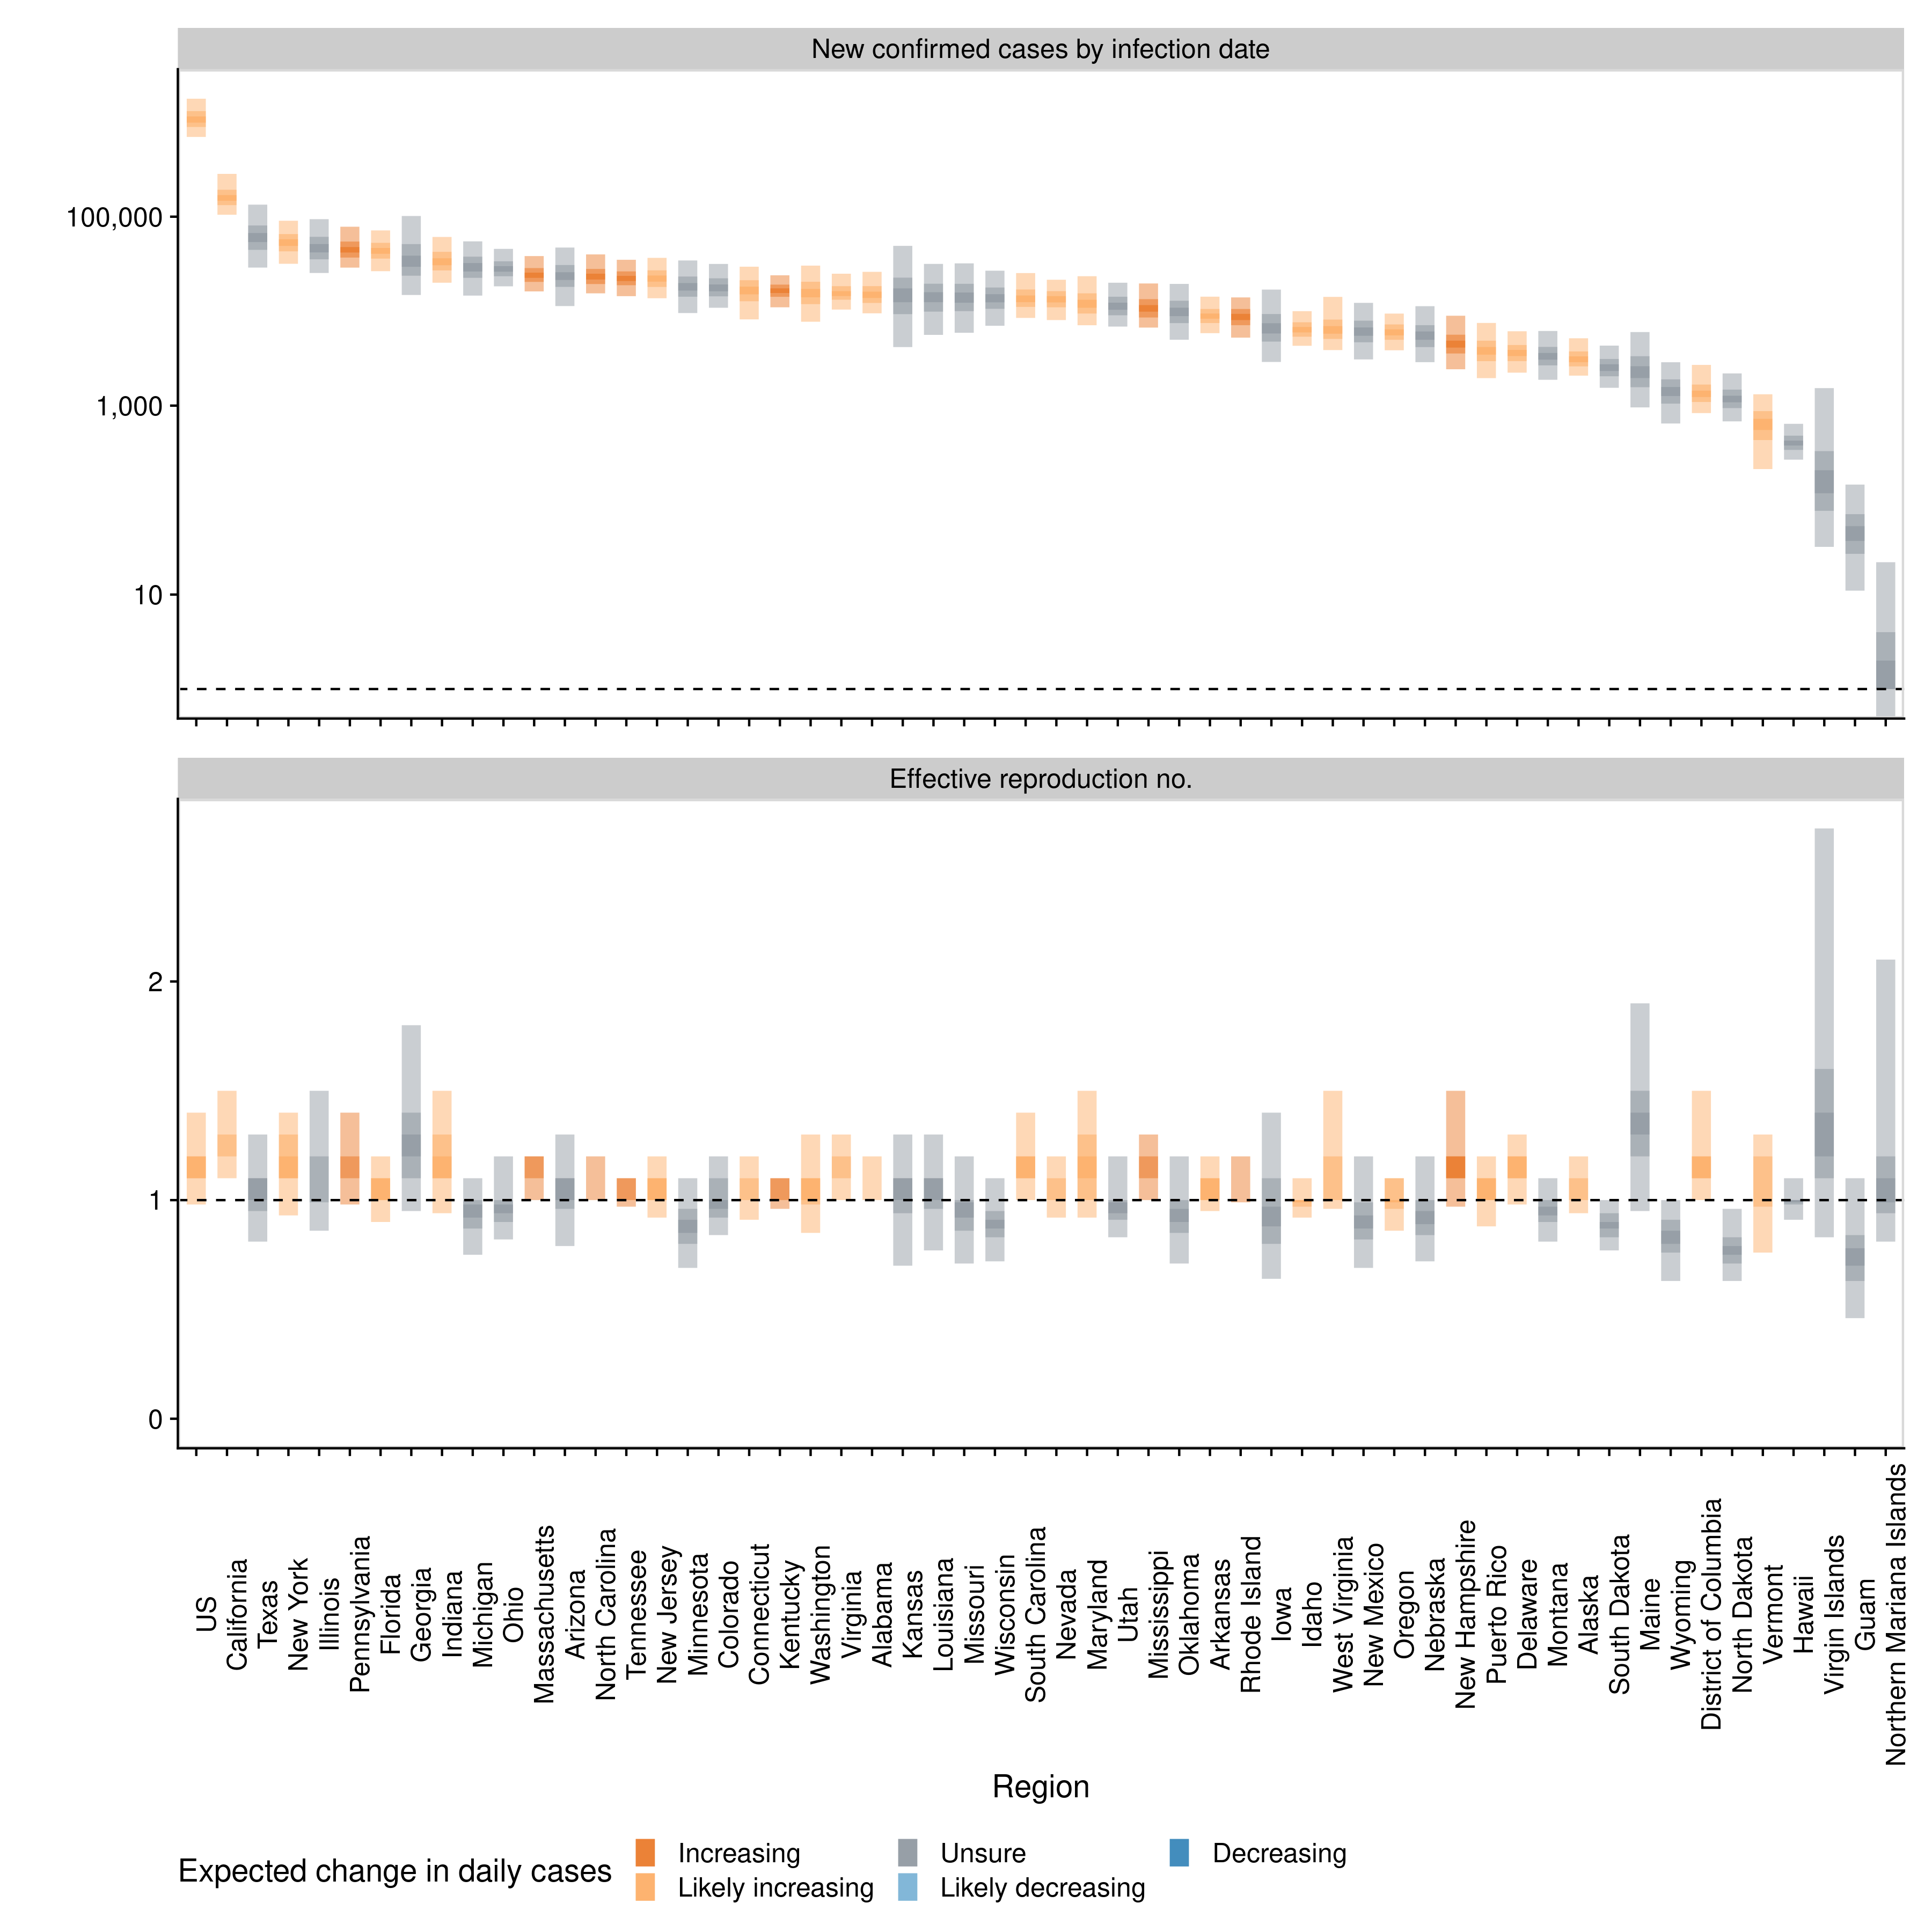 New confirmed cases by infection date
100,000
1,000
10
Effective reproduction no.
2
1
0
US
California
Texas
New York
Illinois
Pennsylvania
Florida
Georgia
Indiana
Michigan
Ohio
Massachusetts
Arizona
North Carolina
Tennessee
New Jersey
Minnesota
Colorado
Connecticut
Kentucky
Washington
Virginia
Alabama
Kansas
Louisiana
Missouri
Wisconsin
South Carolina
Nevada
Maryland
Utah
Mississippi
Oklahoma
Arkansas
Rhode Island
Iowa
Idaho
West Virginia
New Mexico
Oregon
Nebraska
New Hampshire
Puerto Rico
Delaware
Montana
Alaska
South Dakota
Maine
Wyoming
District of Columbia
North Dakota
Vermont
Hawaii
Virgin Islands
Guam
Northern Mariana Islands
Region
Expected change in daily cases
Increasing
Unsure
Decreasing
Likely increasing
Likely decreasing